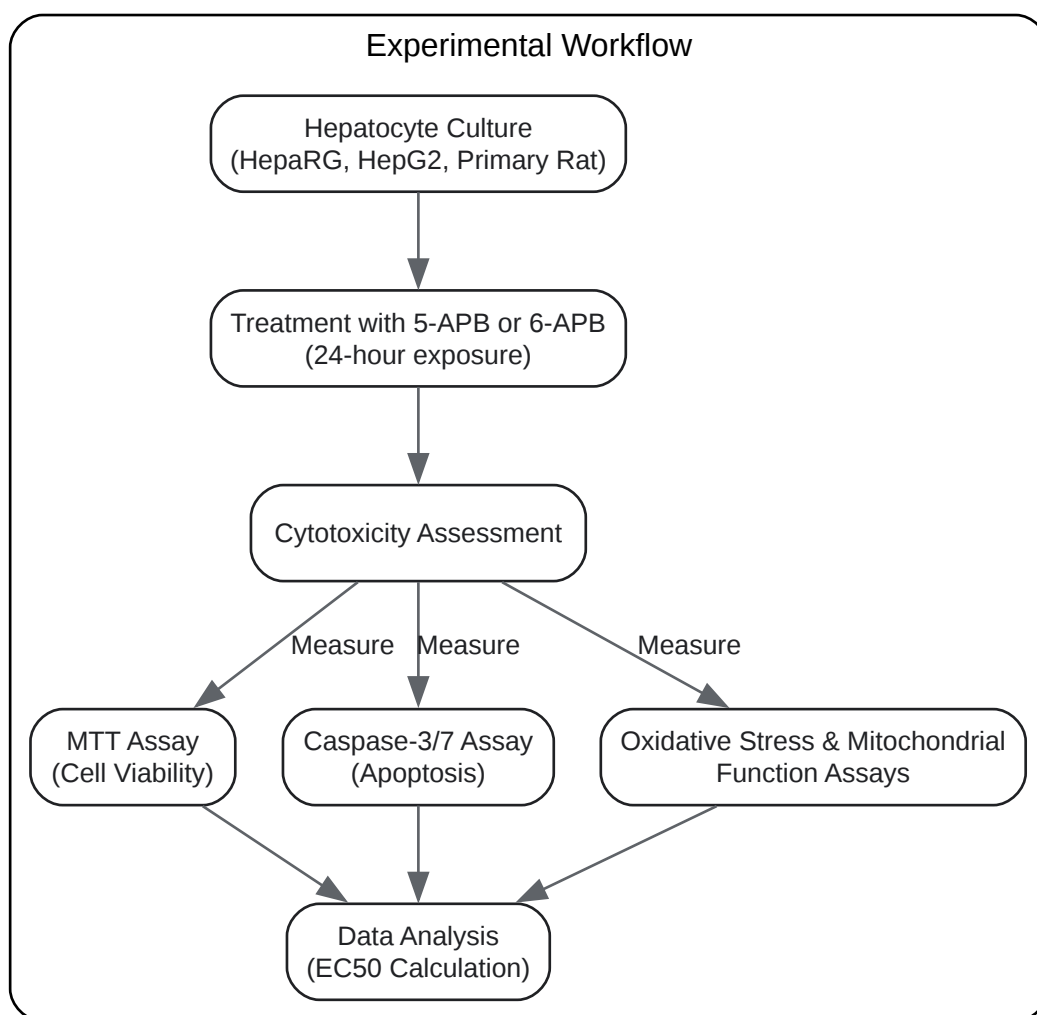 Experimental Workflow
Hepatocyte Culture
(HepaRG, HepG2, Primary Rat)
Treatment with 5-APB or 6-APB
(24-hour exposure)
Cytotoxicity Assessment
Measure
Measure
Measure
MTT Assay
(Cell Viability)
Caspase-3/7 Assay
(Apoptosis)
Oxidative Stress & Mitochondrial
Function Assays
Data Analysis
(EC50 Calculation)